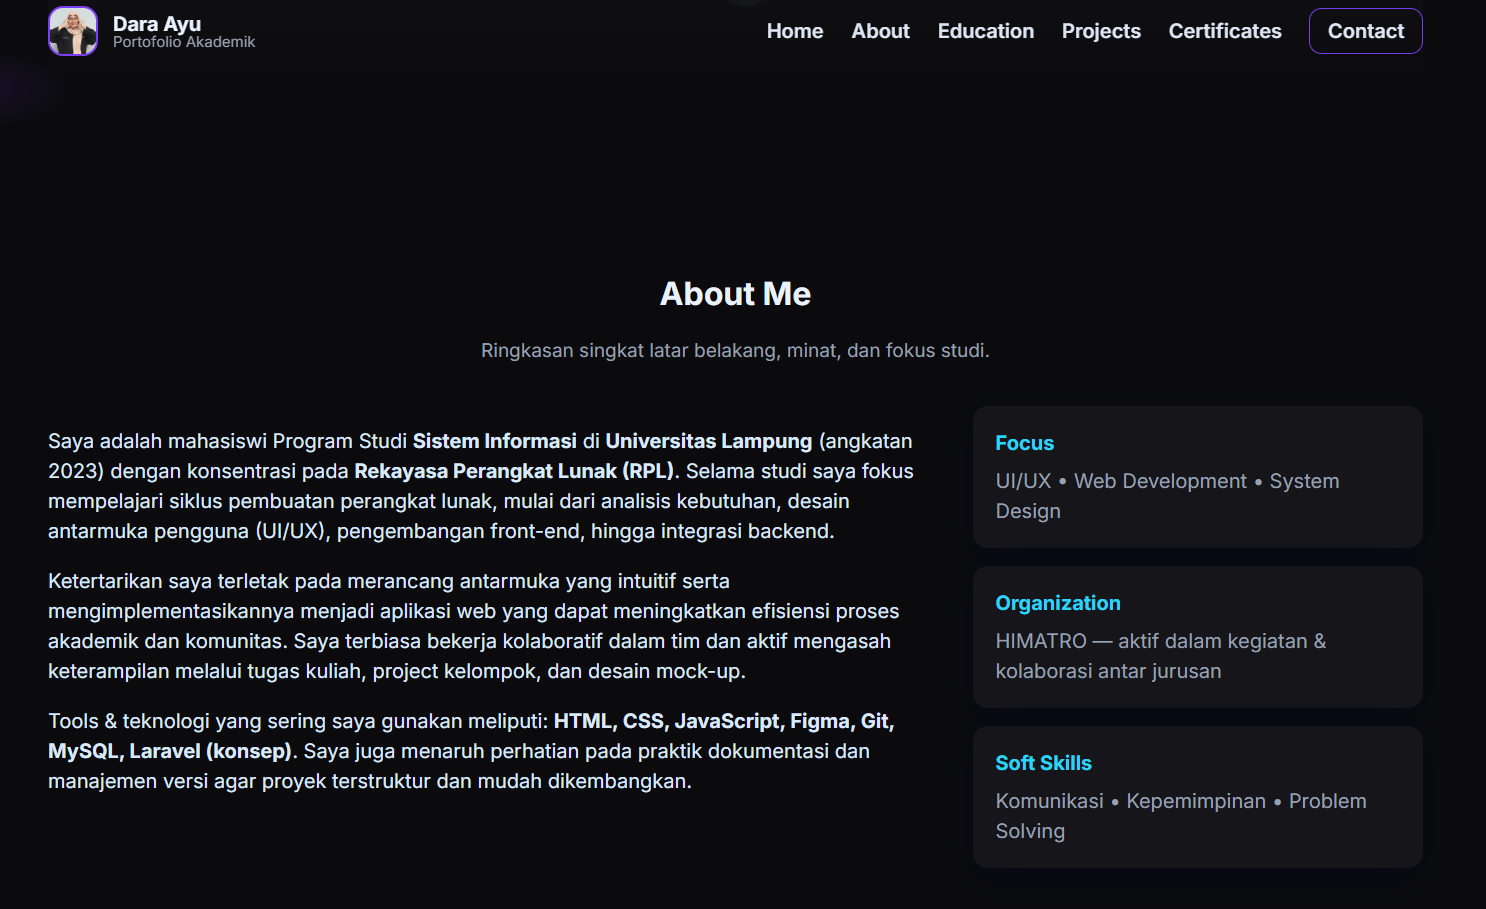 Dara Ayu
Portofolio Akademik
Home About Education Projects Certificates Contact
About Me
Ringkasan singkat latar belakang, minat, dan fokus studi.
Saya adalah mahasiswi Program Studi Sistem Informasi di Universitas Lampung (angkatan
2023) dengan konsentrasi pada Rekayasa Perangkat Lunak (RPL). Selama studi saya fokus
mempelajari siklus pembuatan perangkat lunak, mulai dari analisis kebutuhan, desain
antarmuka pengguna (UI/UX), pengembangan front-end, hingga integrasi backend.
Ketertarikan saya terletak pada merancang antarmuka yang intuitif serta
mengimplementasikannya menjadi aplikasi web yang dapat meningkatkan efisiensi proses
akademik dan komunitas. Saya terbiasa bekerja kolaboratif dalam tim dan aktif mengasah
keterampilan melalui tugas kuliah, project kelompok, dan desain mock-up.
Tools & teknologi yang sering saya gunakan meliputi: HTML, CSS, JavaScript, Figma, Git,
MySQL, Laravel (konsep). Saya juga menaruh perhatian pada praktik dokumentasi dan
manajemen versi agar proyek terstruktur dan mudah dikembangkan.
Focus
UI/UX • Web Development • System
Design
Organization
HIMATRO — aktif dalam kegiatan &
kolaborasi antar jurusan
Soft Skills
Komunikasi • Kepemimpinan • Problem
Solving